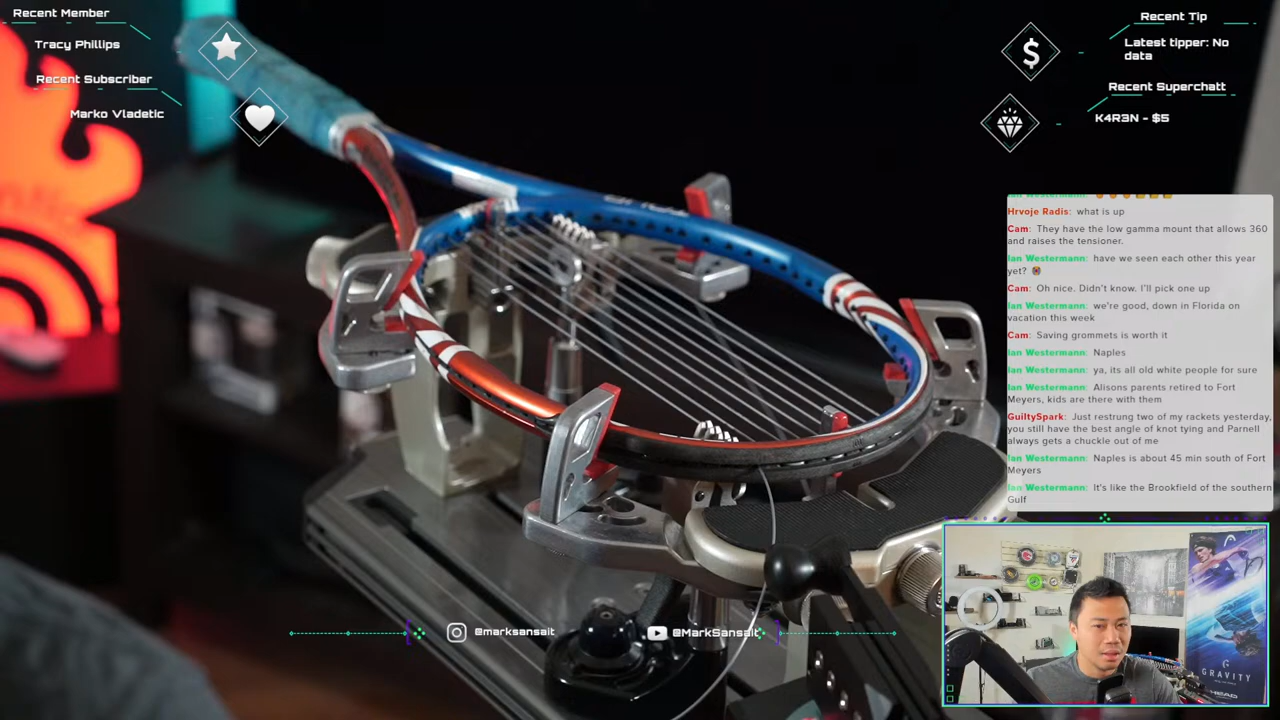 Recent Member
Tracy Phillips
Recent Subscriber
Marko Vladetic
Recent Tip
Latest tipper: No
data
Recent Superchatt
K4R3N - $5
Hrvoje Radis: what is up
Cam: They have the low gamma mount that allows 360
and raises the tensioner.
Ian Westermann: have we seen each other this year
yet?
Cam: Oh nice. Didn't know. I'll pick one up
Ian Westermann: we're good, down in Florida on
vacation this week
Cam: Saving grommets is worth it
Ian Westermann: Naples
Ian Westermann: ya, its all old white people for sure
Ian Westermann: Alisons parents retired to Fort
Meyers, kids are there with them
GuiltySpark: Just restrung two of my rackets yesterday,
you still have the best angle of knot tying and Parnell
always gets a chuckle out of me
Ian Westermann: Naples is about 45 min south of Fort
Meyers
Ian Westermann: It's like the Brookfield of the southern
Gulf
@marksansait
@MarkSansait
GRAVITY
HEAD